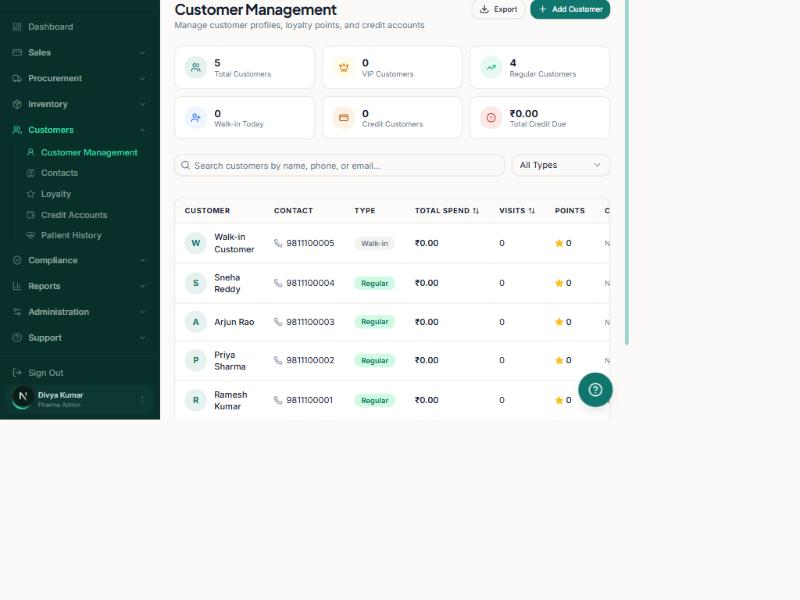 Dashboard
Sales
Procurement
Inventory
Customers
Customer Management
Contacts
Loyalty
Credit Accounts
Patient History
Compliance
Reports
Administration
Support
Sign Out
N
Divya Kumar
Pharma Admin
Customer Management
Manage customer profiles, loyalty points, and credit accounts
Export
Add Customer
5
Total Customers
0
VIP Customers
4
Regular Customers
0
Walk-in Today
0
Credit Customers
₹0.00
Total Credit Due
Search customers by name, phone, or email...
All Types
CUSTOMER CONTACT TYPE TOTAL SPEND VISITS POINTS C
W Walk-in Customer 9811100005 Walk-in ₹0.00 0 0 N
S Sneha Reddy 9811100004 Regular ₹0.00 0 0 N
A Arjun Rao 9811100003 Regular ₹0.00 0 0 N
P Priya Sharma 9811100002 Regular ₹0.00 0 0 N
R Ramesh Kumar 9811100001 Regular ₹0.00 0 0